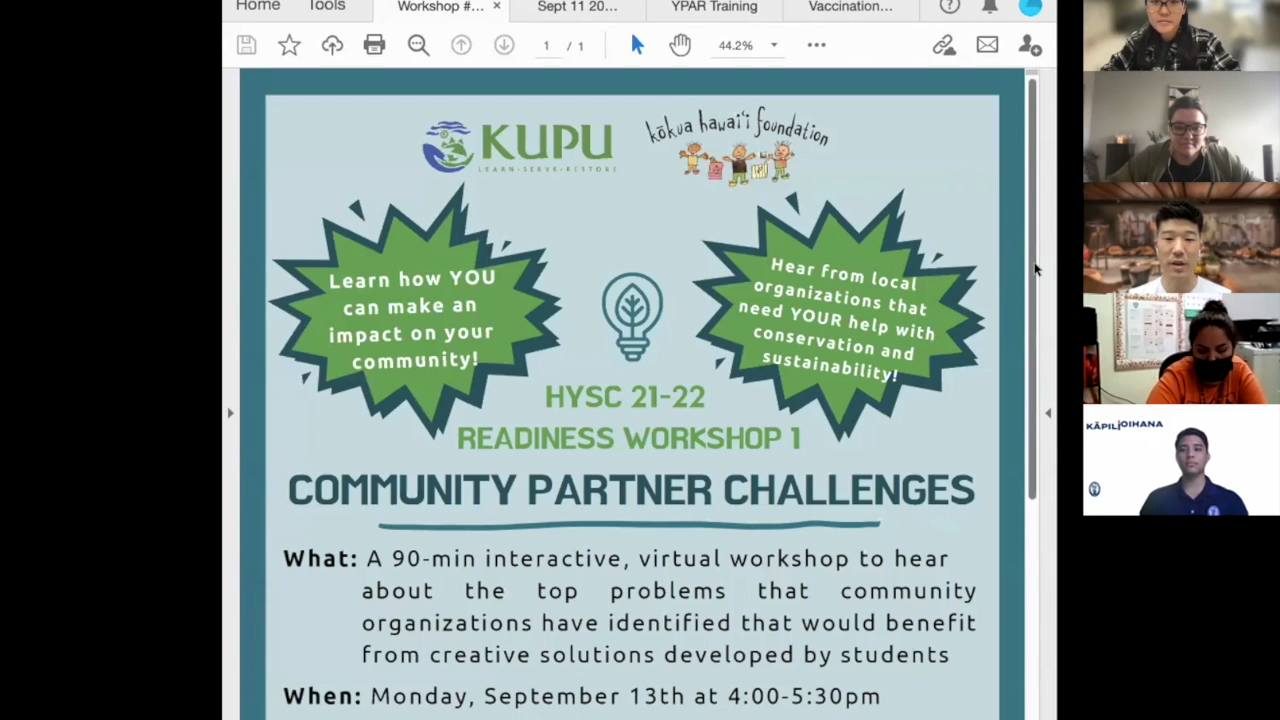 Home Tools Workshop #... × Sept 11 20... YPAR Training Vaccination...
1 / 1 44.2%
KUPU
LEARN·SERVE·RESTORE
kōkua hawai'i foundation
Learn how YOU
can make an
impact on your
community!
Hear from local
organizations that
need YOUR help with
conservation and
sustainability!
HYSC 21-22
READINESS WORKSHOP 1
COMMUNITY PARTNER CHALLENGES
What: A 90-min interactive, virtual workshop to hear
about the top problems that community
organizations have identified that would benefit
from creative solutions developed by students
When: Monday, September 13th at 4:00-5:30pm
KĀPILI OIHANA